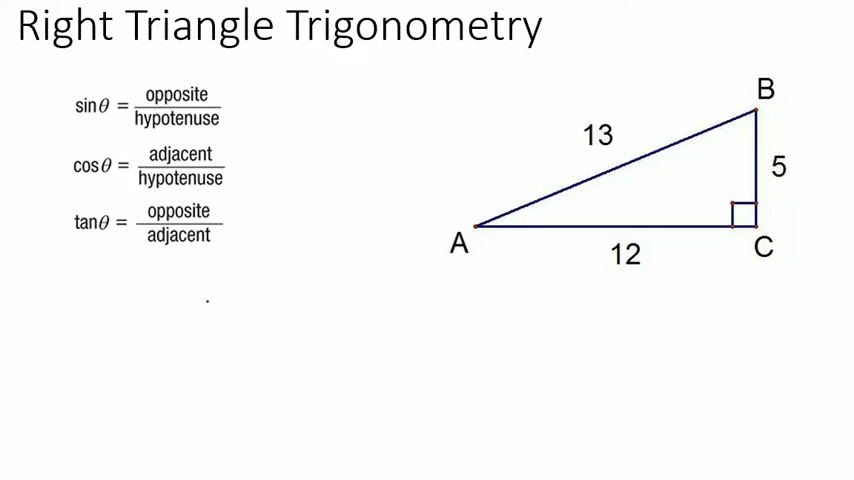 Right Triangle Trigonometry
sinθ = opposite / hypotenuse
cosθ = adjacent / hypotenuse
tanθ = opposite / adjacent
B
13
5
A
12
C